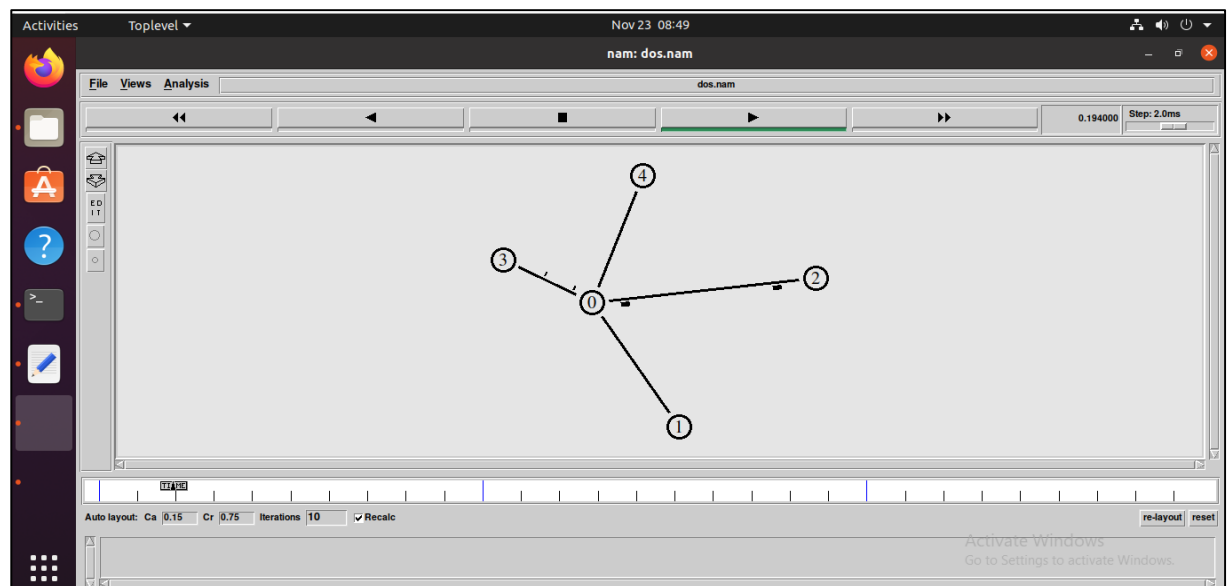 Activities Toplevel Nov 23 08:49
nam: dos.nam
File Views Analysis dos.nam
0.194000 Step: 2.0ms
E D
I T
4
3
2
0
1
TIME
Auto layout: Ca 0.15 Cr 0.75 Iterations 10 Recalc re-layout reset
Activate Windows
Go to Settings to activate Windows.